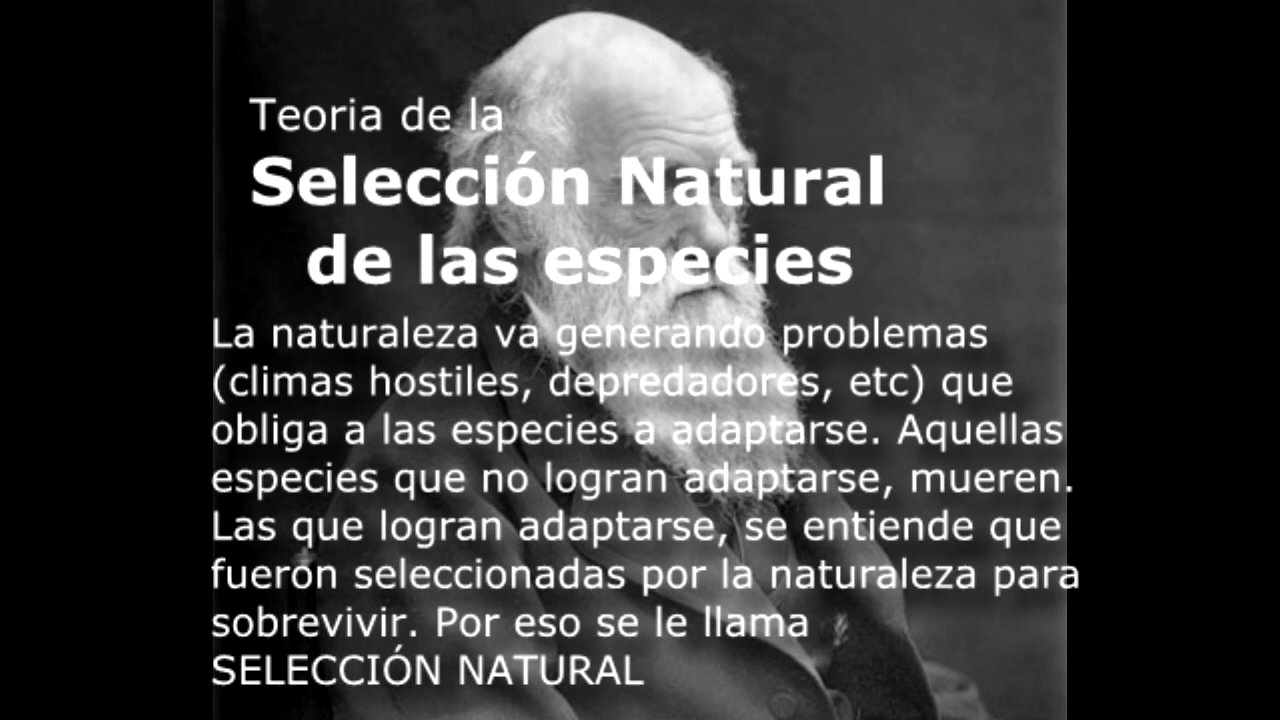 Teoria de la
Selección Natural
de las especies
La naturaleza va generando problemas
(climas hostiles, depredadores, etc) que
obliga a las especies a adaptarse. Aquellas
especies que no logran adaptarse, mueren.
Las que logran adaptarse, se entiende que
fueron seleccionadas por la naturaleza para
sobrevivir. Por eso se le llama
SELECCIÓN NATURAL